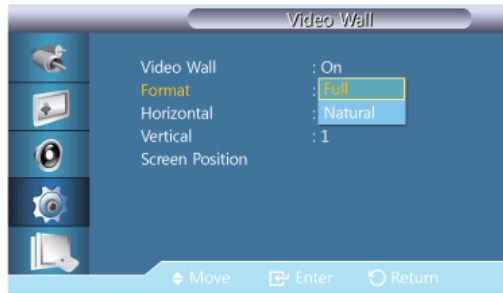 Video Wall
Video Wall : On
Format : Full
Natural
Horizontal :
Vertical : 1
Screen Position
Move Enter Return